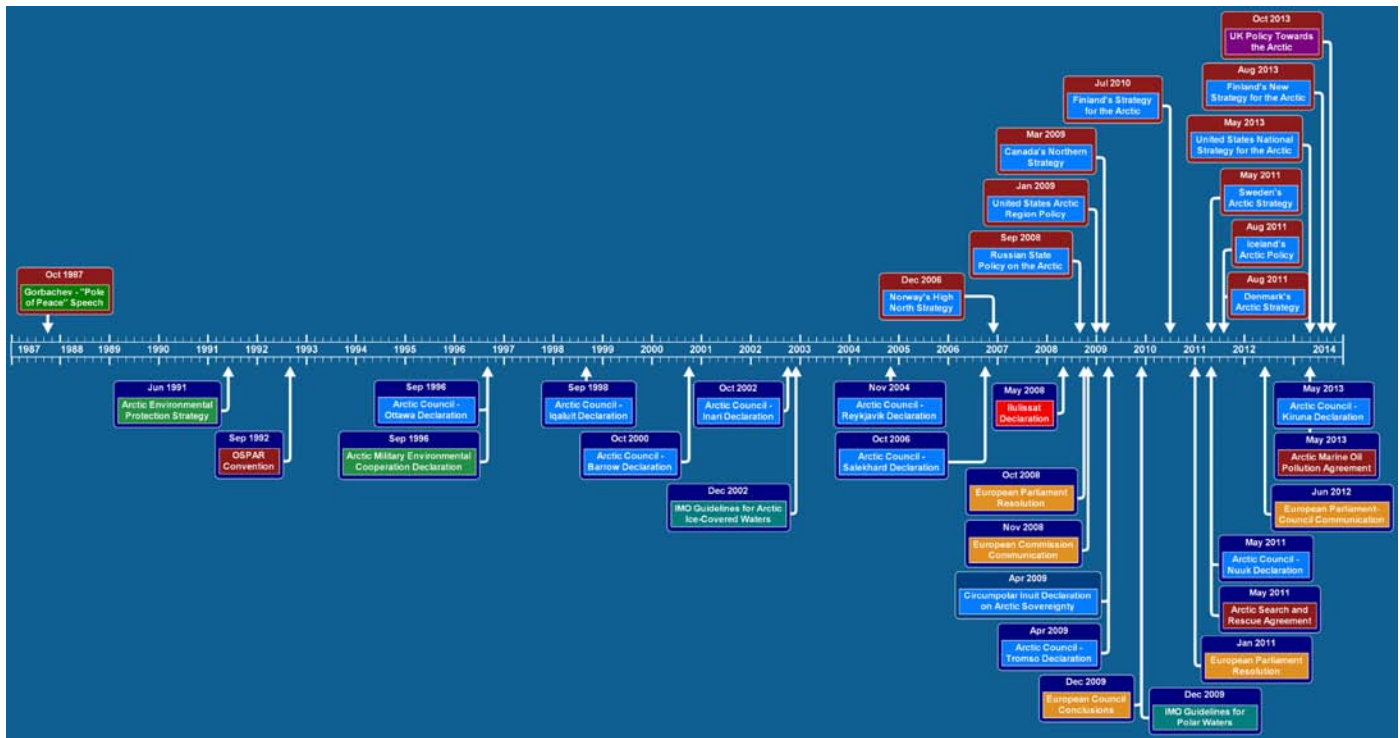 Oct 2013
UK Policy Towards
the Arctic
Aug 2013
Finland's New
Strategy for the Arctic
Jul 2010
Finland's Strategy
for the Arctic
May 2013
United States National
Strategy for the Arctic
Mar 2009
Canada's Northern
Strategy
May 2011
Sweden's
Arctic Strategy
Jan 2009
United States Arctic
Region Policy
Aug 2011
Iceland's
Arctic Policy
Sep 2008
Russian State
Policy on the Arctic
Oct 1987
Gorbachev - "Pole
of Peace" Speech
Dec 2006
Norway's High
North Strategy
Aug 2011
Denmark's
Arctic Strategy
1987 1988 1989 1990 1991 1992 1993 1994 1995 1996 1997 1998 1999 2000 2001 2002 2003 2004 2005 2006 2007 2008 2009 2010 2011 2012 2014
Jun 1991
Arctic Environmental
Protection Strategy
Sep 1992
OSPAR
Convention
Sep 1996
Arctic Council -
Ottawa Declaration
Sep 1996
Arctic Military Environmental
Cooperation Declaration
Sep 1998
Arctic Council -
Iqaluit Declaration
Oct 2000
Arctic Council -
Barrow Declaration
Oct 2002
Arctic Council -
Inari Declaration
Dec 2002
IMO Guidelines for Arctic
Ice-Covered Waters
Nov 2004
Arctic Council -
Reykjavik Declaration
Oct 2006
Arctic Council -
Salekhard Declaration
May 2008
Ilulissat
Declaration
Oct 2008
European Parliament
Resolution
Nov 2008
European Commission
Communication
Apr 2009
Circumpolar Inuit Declaration
on Arctic Sovereignty
Apr 2009
Arctic Council -
Tromso Declaration
Dec 2009
European Council
Conclusions
Dec 2009
IMO Guidelines for
Polar Waters
May 2013
Arctic Council -
Kiruna Declaration
May 2013
Arctic Marine Oil
Pollution Agreement
Jun 2012
European Parliament-
Council Communication
May 2011
Arctic Council -
Nuuk Declaration
May 2011
Arctic Search and
Rescue Agreement
Jan 2011
European Parliament
Resolution